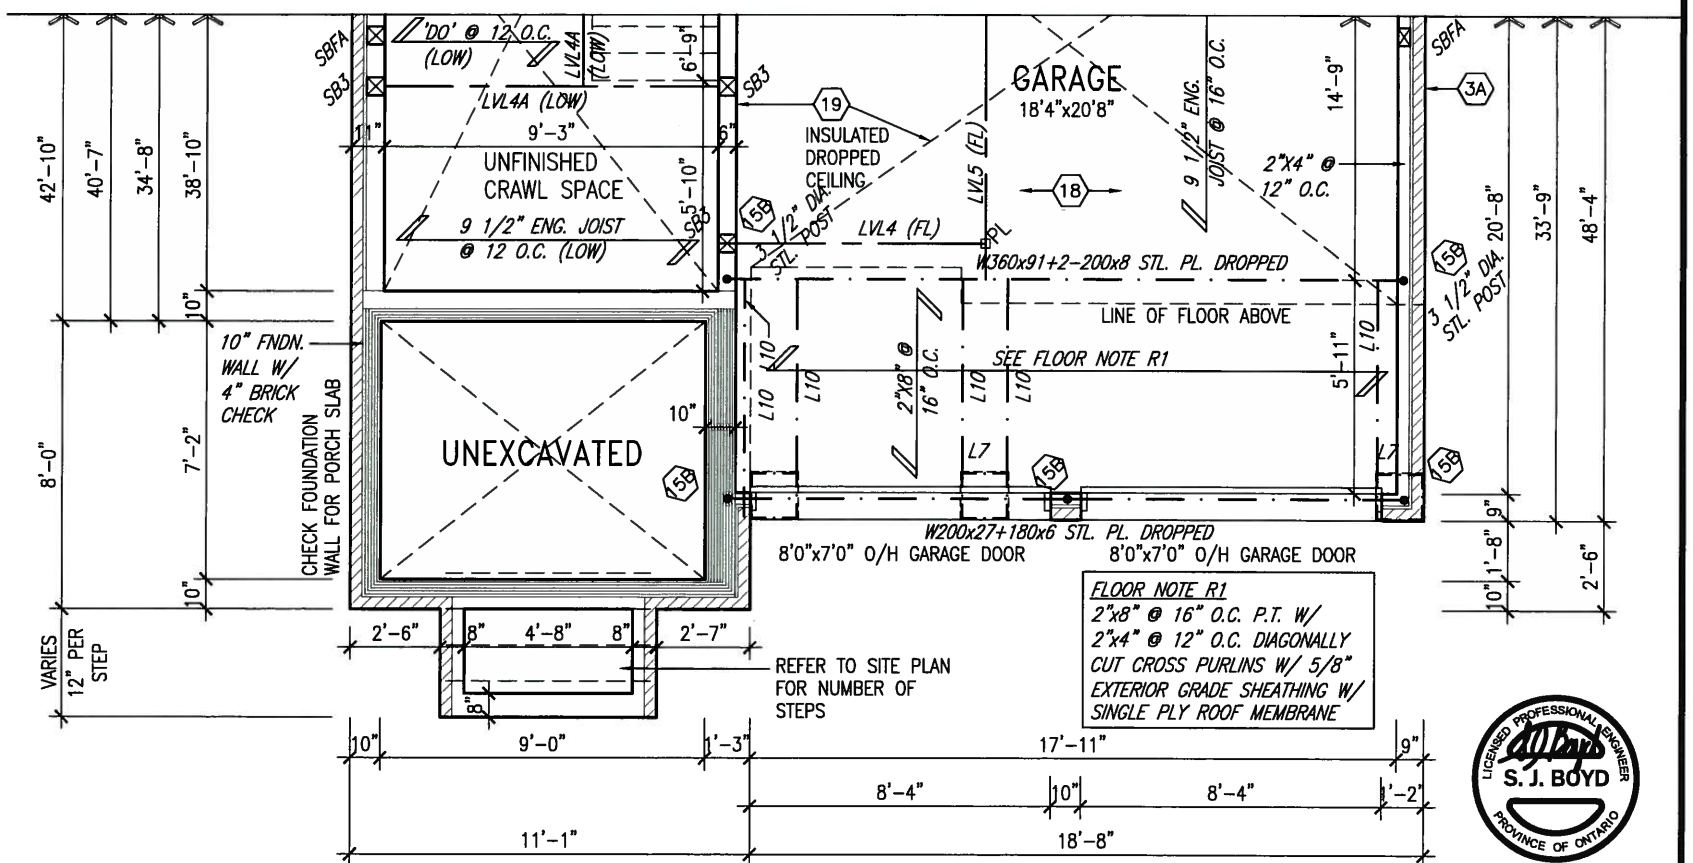 'DO' @ 12 O.C.
(LOW)
LVL4A
(LOW)
6'-9"
SBFA
SB3
LVL4A (LOW)
SB3
11"
9'-3"
6"
UNFINISHED
CRAWL SPACE
5'-10"
9 1/2" ENG. JOIST
@ 12 O.C. (LOW)
SB3
19
INSULATED
DROPPED
CEILING
15B
3 1/2" DIA.
STL. POST
LVL4 (FL)
LVL5 (FL)
PL
GARAGE
18'4"x20'8"
18
9 1/2" ENG.
JOIST @ 16" O.C.
14'-9"
2"X4" @
12" O.C.
SBFA
3A
W360x91+2-200x8 STL. PL. DROPPED
LINE OF FLOOR ABOVE
SEE FLOOR NOTE R1
15B
3 1/2" DIA.
STL. POST
42'-10"
40'-7"
34'-8"
38'-10"
10"
20'-8"
33'-9"
48'-4"
10" FNDN.
WALL W/
4" BRICK
CHECK
CHECK FOUNDATION
WALL FOR PORCH SLAB
8'-0"
7'-2"
10"
UNEXCAVATED
10"
15B
L10
L10
L10
2"X8" @
16" O.C.
L10
L10
L7
5'-11"
L10
L7
15B
15B
W200x27+180x6 STL. PL. DROPPED
8'0"x7'0" O/H GARAGE DOOR
8'0"x7'0" O/H GARAGE DOOR
9"
1'-8"
10"
2'-6"
FLOOR NOTE R1
2"x8" @ 16" O.C. P.T. W/
2"x4" @ 12" O.C. DIAGONALLY
CUT CROSS PURLINS W/ 5/8"
EXTERIOR GRADE SHEATHING W/
SINGLE PLY ROOF MEMBRANE
VARIES
12" PER
STEP
2'-6"
8"
4'-8"
8"
2'-7"
8"
REFER TO SITE PLAN
FOR NUMBER OF
STEPS
10"
9'-0"
1'-3"
17'-11"
9"
8'-4"
10"
8'-4"
1'-2"
11'-1"
18'-8"
LICENSED PROFESSIONAL ENGINEER
S. J. BOYD
PROVINCE OF ONTARIO